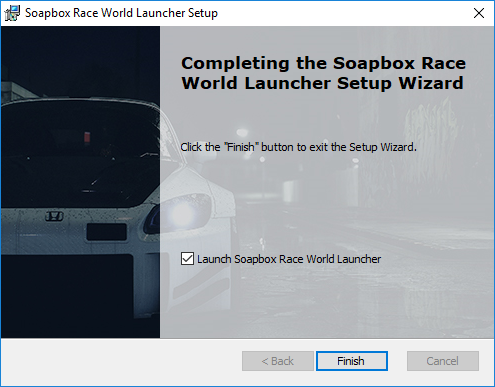 Soapbox Race World Launcher Setup
Completing the Soapbox Race
World Launcher Setup Wizard
Click the "Finish" button to exit the Setup Wizard.
Launch Soapbox Race World Launcher
< Back
Finish
Cancel